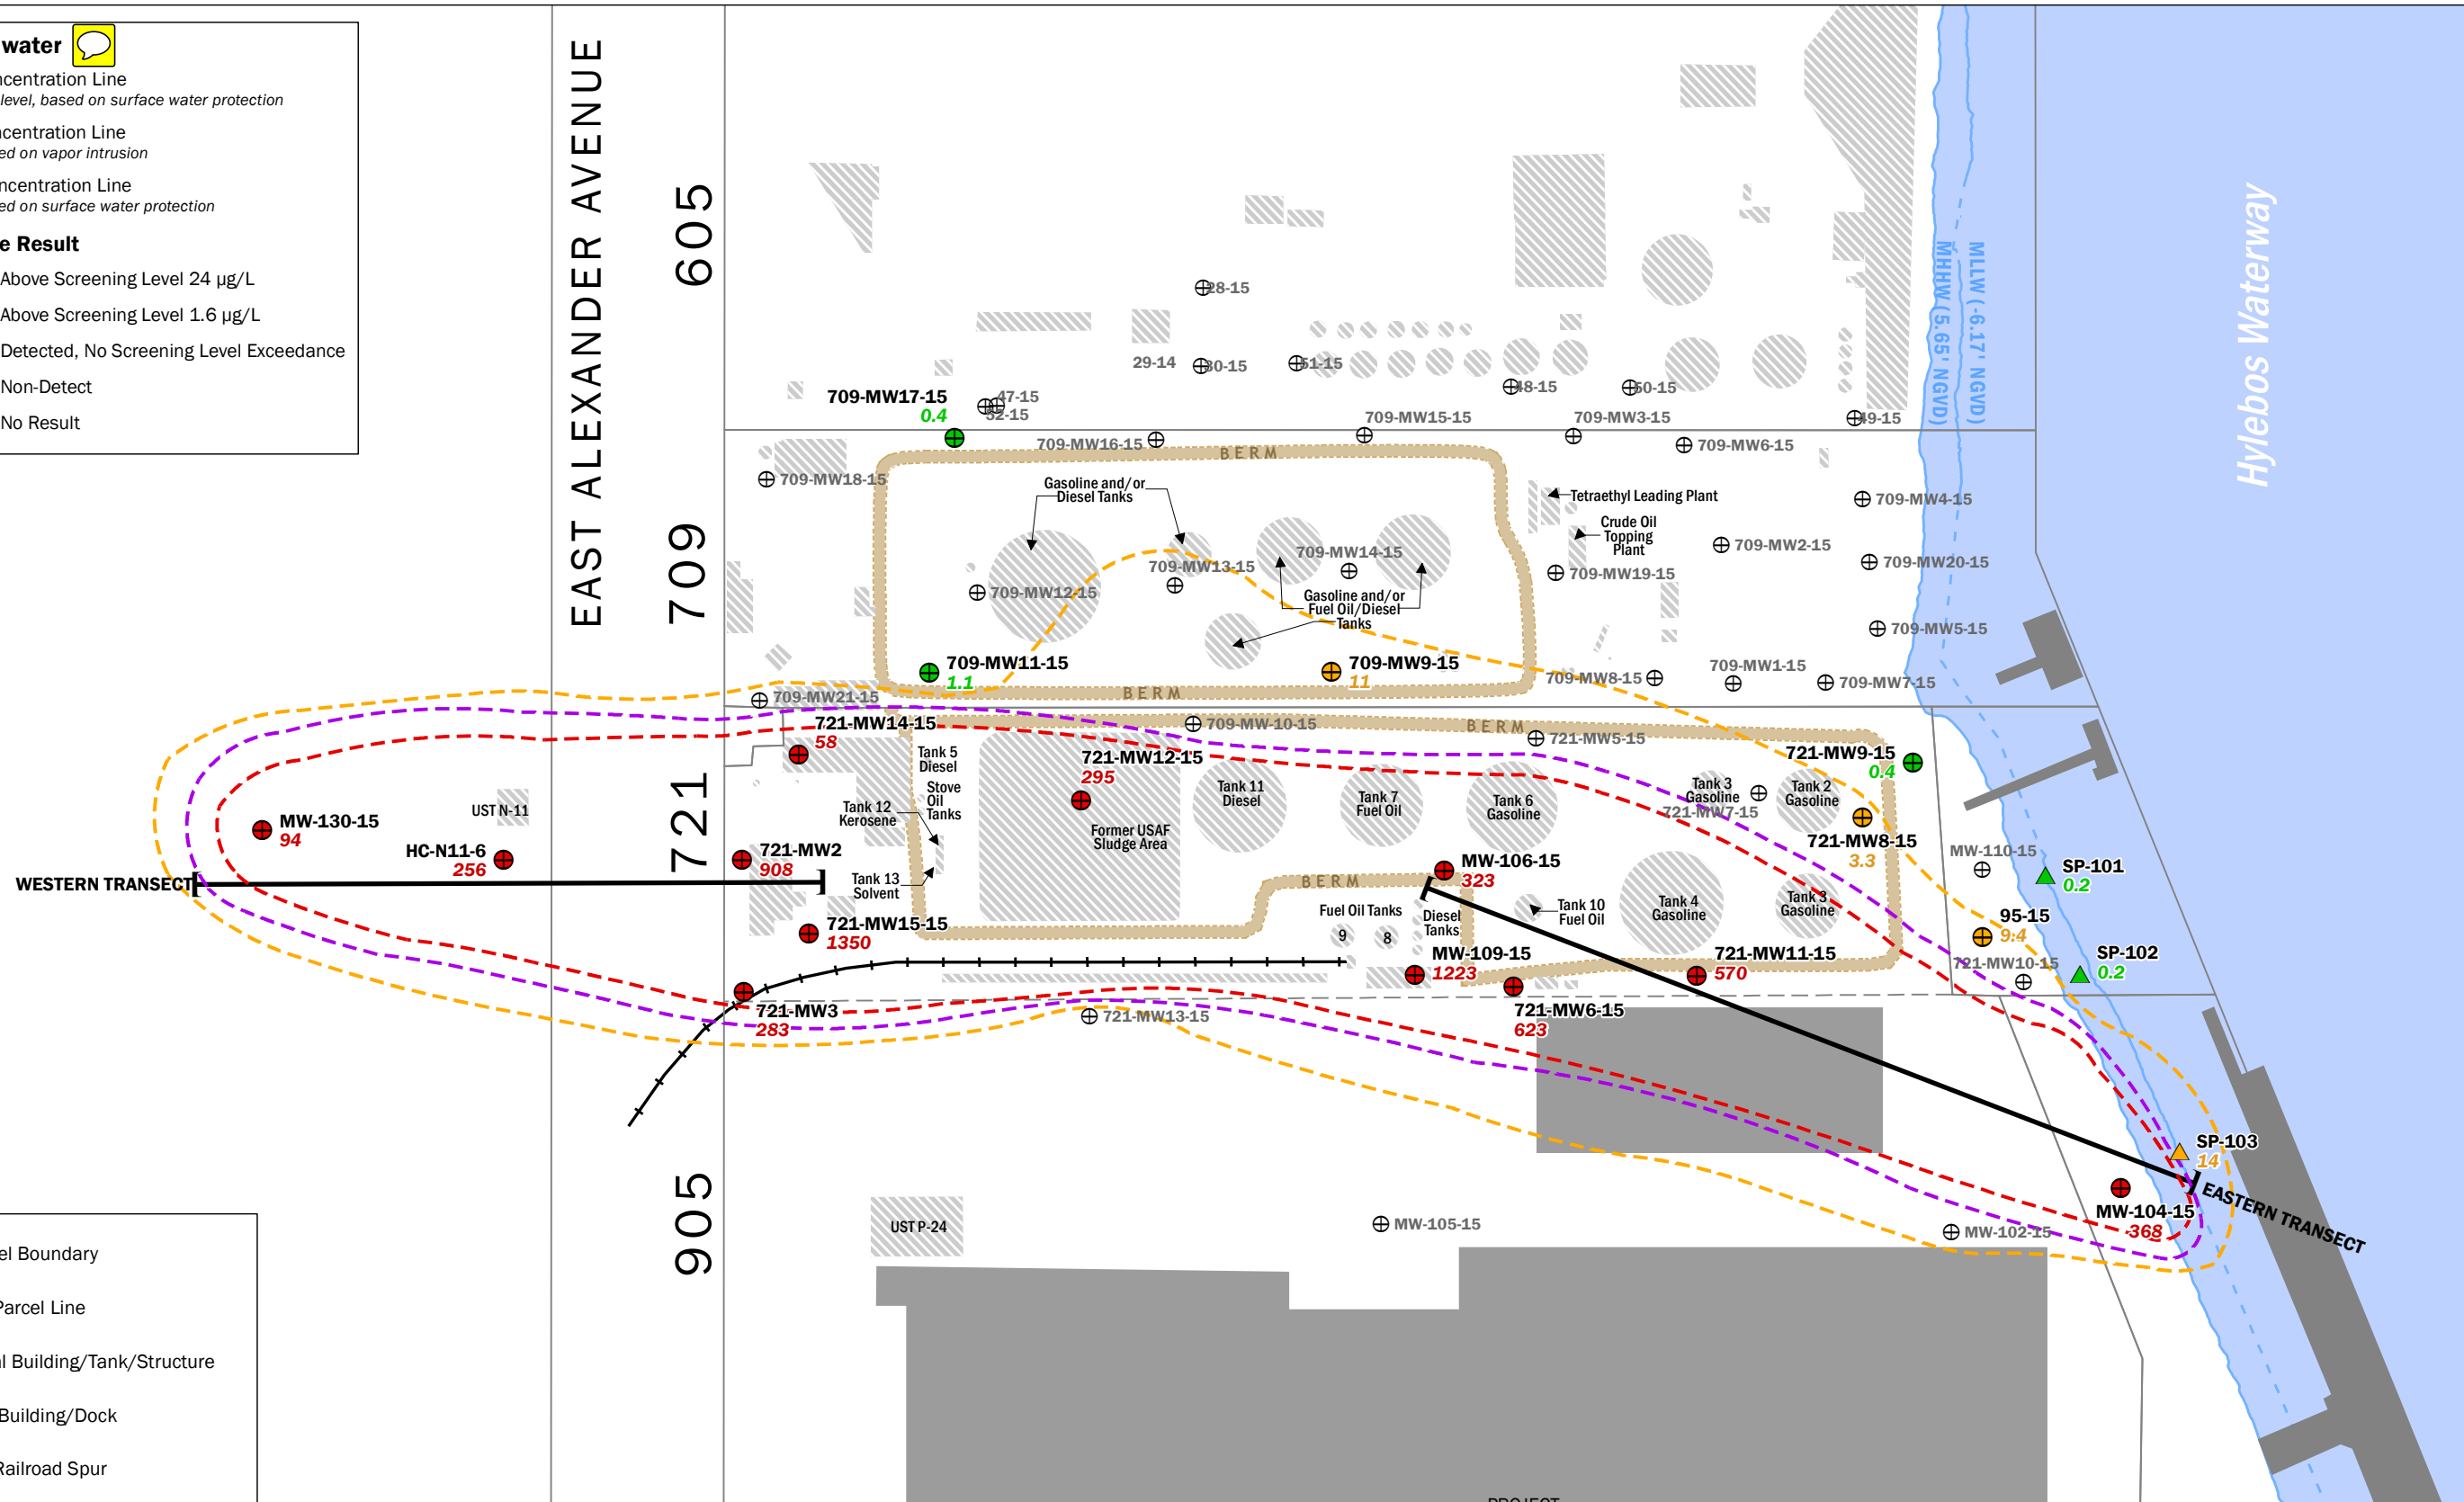 water
ncentration Line
level, based on surface water protection
ncentration Line
ed on vapor intrusion
ncentration Line
ed on surface water protection
e Result
Above Screening Level 24 µg/L
Above Screening Level 1.6 µg/L
Detected, No Screening Level Exceedance
Non-Detect
No Result
EAST ALEXANDER AVENUE
605
709
721
905
Hylebos Waterway
MHHW (5.65' NGVD)
MLLW (-6.17' NGVD)
28-15
29-14
30-15
51-15
48-15
50-15
49-15
47-15
52-15
709-MW17-15
0.4
709-MW16-15
709-MW15-15
709-MW3-15
709-MW6-15
709-MW18-15
BERM
Gasoline and/or
Diesel Tanks
Tetraethyl Leading Plant
Crude Oil
Topping
Plant
709-MW4-15
709-MW2-15
709-MW20-15
709-MW14-15
709-MW13-15
709-MW19-15
709-MW12-15
Gasoline and/or
Fuel Oil/Diesel
Tanks
709-MW5-15
709-MW11-15
1.1
709-MW9-15
11
709-MW8-15
709-MW1-15
709-MW7-15
BERM
709-MW21-15
721-MW14-15
58
709-MW-10-15
BERM
721-MW5-15
721-MW9-15
0.4
Tank 5
Diesel
721-MW12-15
295
Stove
Oil
Tanks
Tank 12
Kerosene
Tank 11
Diesel
Tank 7
Fuel Oil
Tank 6
Gasoline
Tank 3
Gasoline
721-MW7-15
Tank 2
Gasoline
721-MW8-15
3.3
UST N-11
MW-130-15
94
HC-N11-6
256
721-MW2
908
Former USAF
Sludge Area
MW-106-15
323
MW-110-15
SP-101
0.2
WESTERN TRANSECT
Tank 13
Solvent
BERM
Fuel Oil Tanks
9
8
Diesel
Tanks
Tank 10
Fuel Oil
Tank 4
Gasoline
Tank 3
Gasoline
95-15
9.4
721-MW15-15
1350
MW-109-15
1223
721-MW11-15
570
721-MW10-15
SP-102
0.2
721-MW3
283
721-MW13-15
721-MW6-15
623
SP-103
14
EASTERN TRANSECT
MW-104-15
368
MW-102-15
MW-105-15
UST P-24
el Boundary
Parcel Line
l Building/Tank/Structure
Building/Dock
Railroad Spur
PROJECT